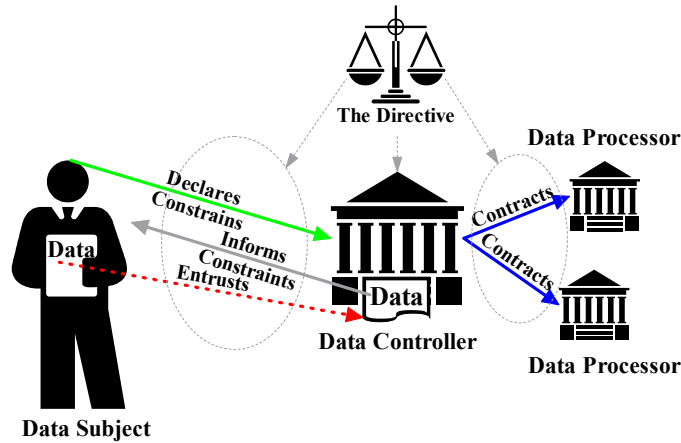 The Directive
Data Processor
Declares
Constrains
Informs
Constraints
Entrusts
Data
Data
Contracts
Contracts
Data Controller
Data Processor
Data Subject